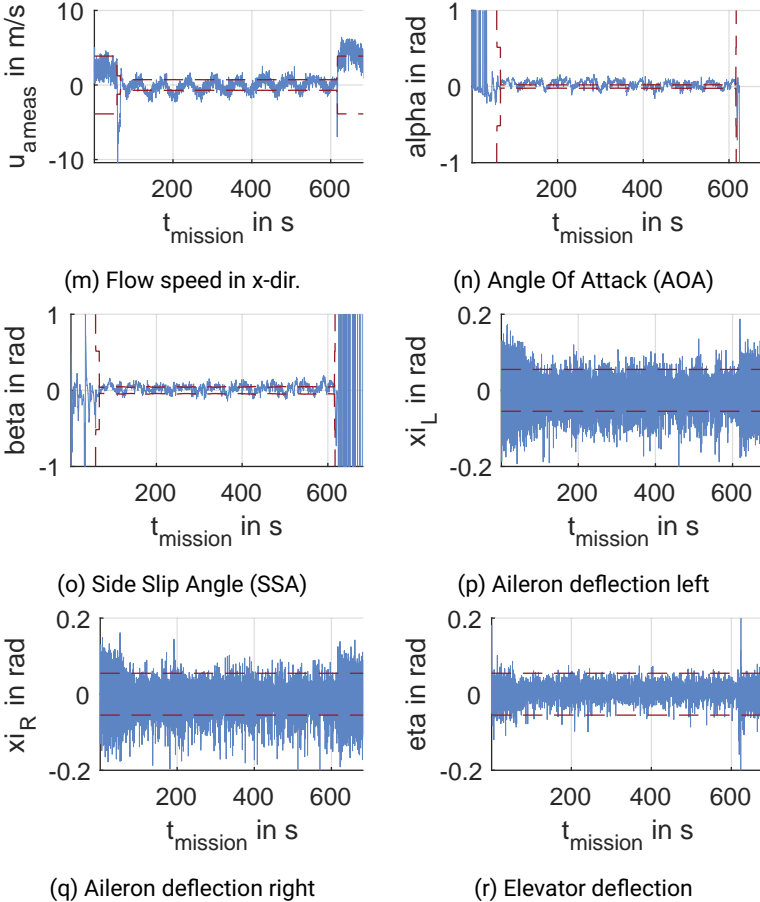 10
0
-10
u_ameas in m/s
200 400 600
t_mission in s
(m) Flow speed in x-dir.
1
0
-1
alpha in rad
200 400 600
t_mission in s
(n) Angle Of Attack (AOA)
1
0
-1
beta in rad
200 400 600
t_mission in s
(o) Side Slip Angle (SSA)
0.2
0
-0.2
xi_L in rad
200 400 600
t_mission in s
(p) Aileron deflection left
0.2
0
-0.2
xi_R in rad
200 400 600
t_mission in s
(q) Aileron deflection right
0.2
0
-0.2
eta in rad
200 400 600
t_mission in s
(r) Elevator deflection